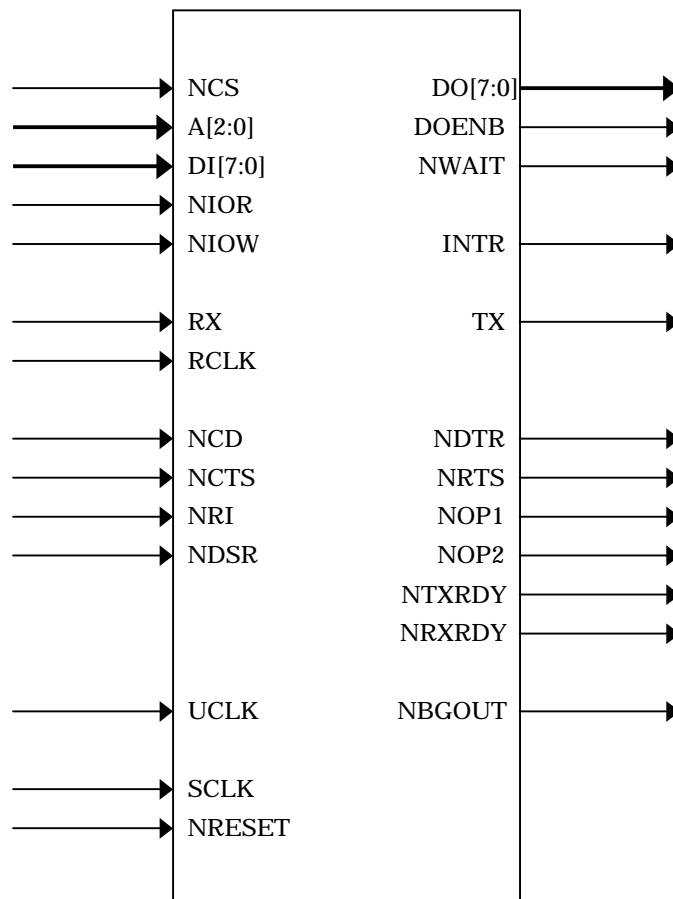 NCS DO[7:0]
A[2:0] DOENB
DI[7:0] NWAIT
NIOR
NIOW INTR
RX TX
RCLK
NCD NDTR
NCTS NRTS
NRI NOP1
NDSR NOP2
NTXRDY
NRXRDY
UCLK NBGOUT
SCLK
NRESET